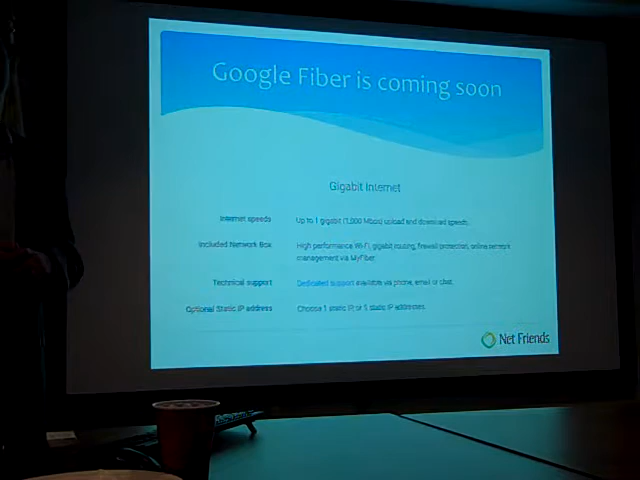 Google Fiber is coming soon
Gigabit Internet
Internet speeds Up to 1 gigabit (1,000 Mbps) upload and download speeds.
Included Network Box High performance Wi-Fi, gigabit routing, firewall protection, online network
management via MyFiber.
Technical support Dedicated support available via phone, email or chat.
Optional Static IP address Choose 1 static IP or 5 static IP addresses.
Net Friends